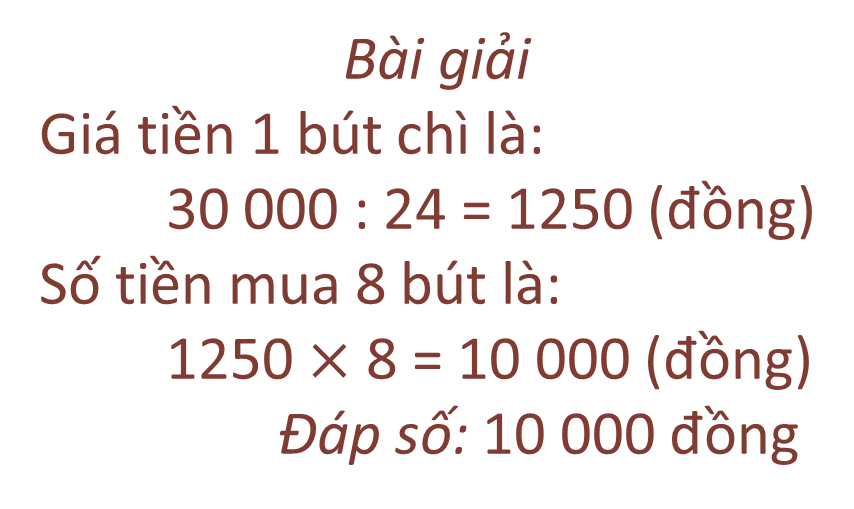 Bài giải
Giá tiền 1 bút chì là:
30 000 : 24 = 1250 (đồng)
Số tiền mua 8 bút là:
1250 × 8 = 10 000 (đồng)
Đáp số: 10 000 đồng